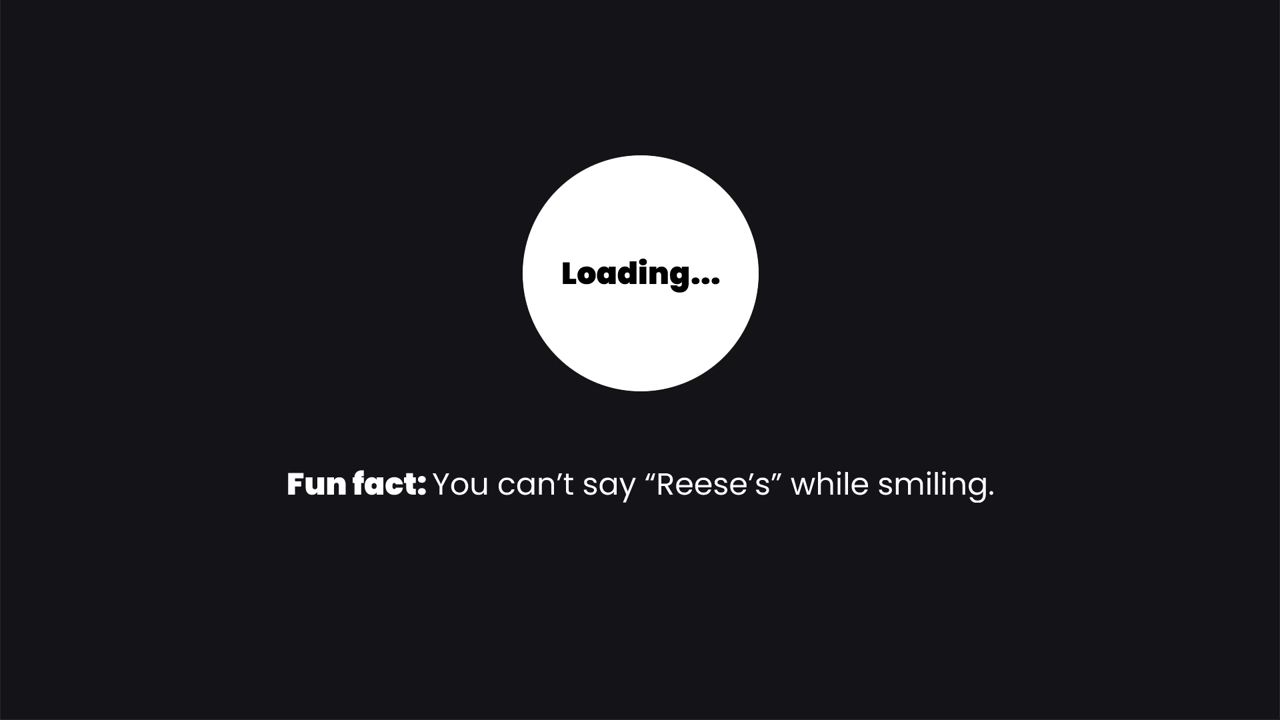 Loading...
Fun fact: You can’t say “Reese’s” while smiling.